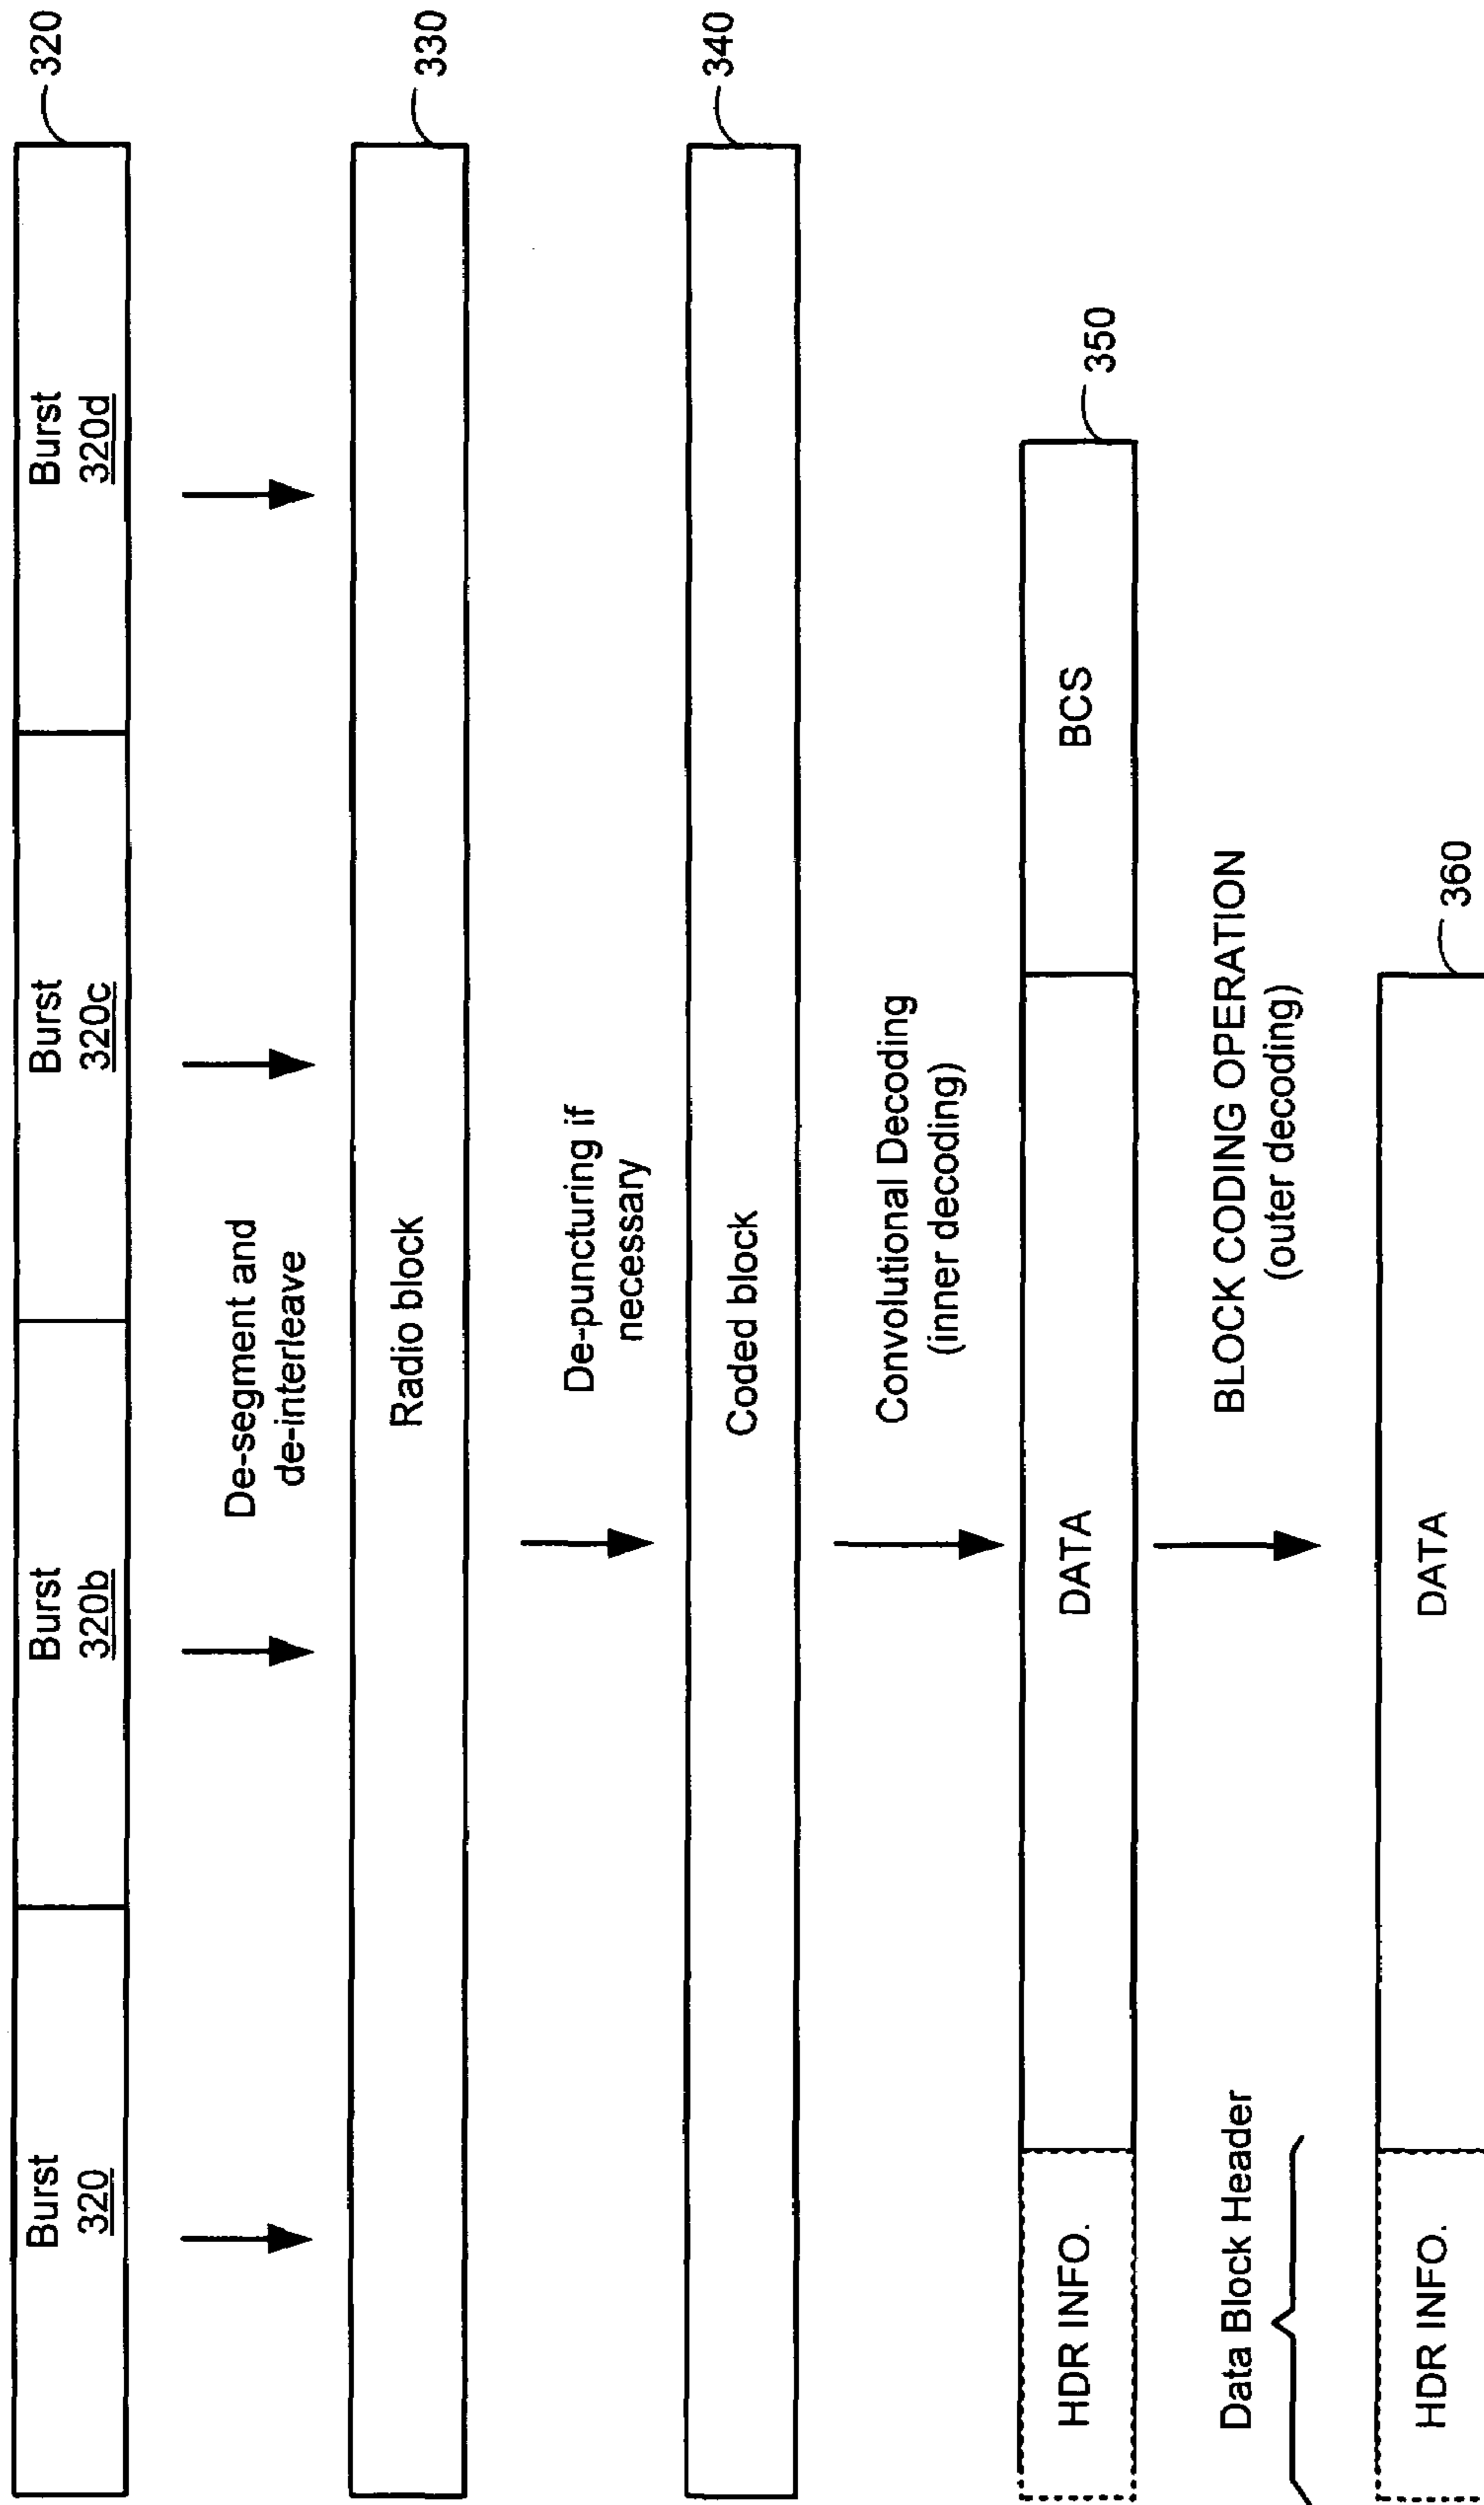 Burst
320
Burst
320b
Burst
320c
Burst
320d
320
De-segment and
de-interleave
Radio block
330
De-puncturing if
necessary
Coded block
340
Convolutional Decoding
(inner decoding)
HDR INFO.
DATA
BCS
350
Data Block Header
BLOCK CODING OPERATION
(outer decoding)
HDR INFO.
DATA
360